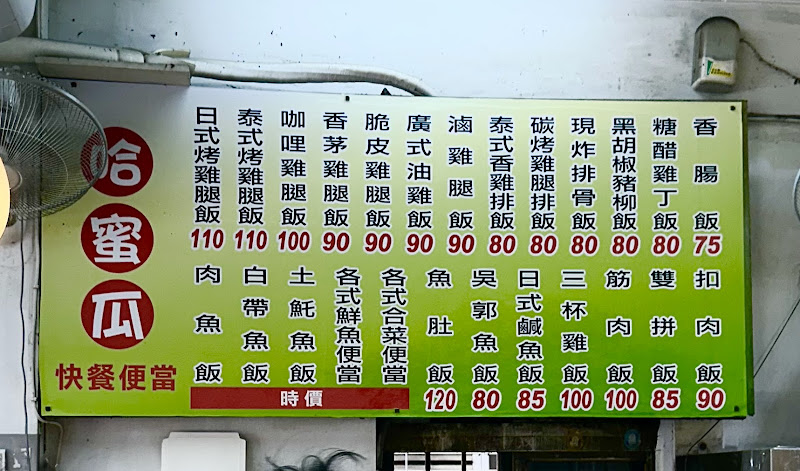 哈蜜瓜
快餐便當
香腸飯 75
糖醋雞丁飯 80
黑胡椒豬柳飯 80
現炸排骨飯 80
碳烤雞腿排飯 80
泰式香雞排飯 80
滷雞腿飯 90
廣式油雞飯 90
脆皮雞腿飯 90
香茅雞腿飯 90
咖哩雞腿飯 100
泰式烤雞腿飯 110
日式烤雞腿飯 110
扣肉飯 90
雙拼飯 85
筋肉飯 100
三杯雞飯 100
日式鹹魚飯 85
吳郭魚飯 80
魚肚飯 120
各式合菜便當
各式鮮魚便當
土魠魚飯
白帶魚飯
肉魚飯
時價